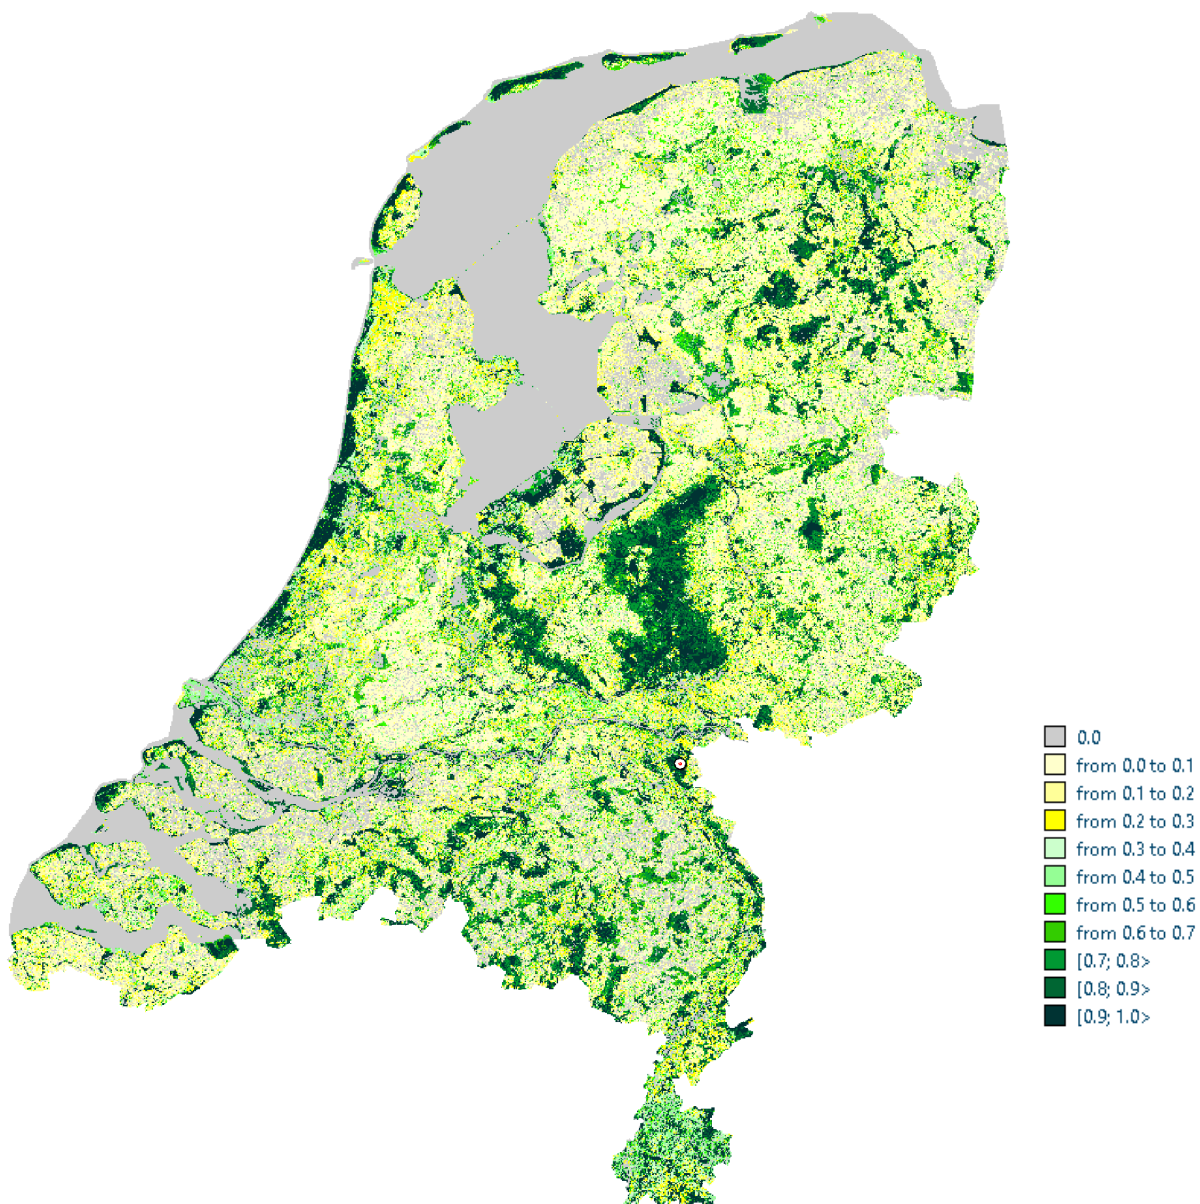 0.0
from 0.0 to 0.1
from 0.1 to 0.2
from 0.2 to 0.3
from 0.3 to 0.4
from 0.4 to 0.5
from 0.5 to 0.6
from 0.6 to 0.7
[0.7; 0.8>
[0.8; 0.9>
[0.9; 1.0>